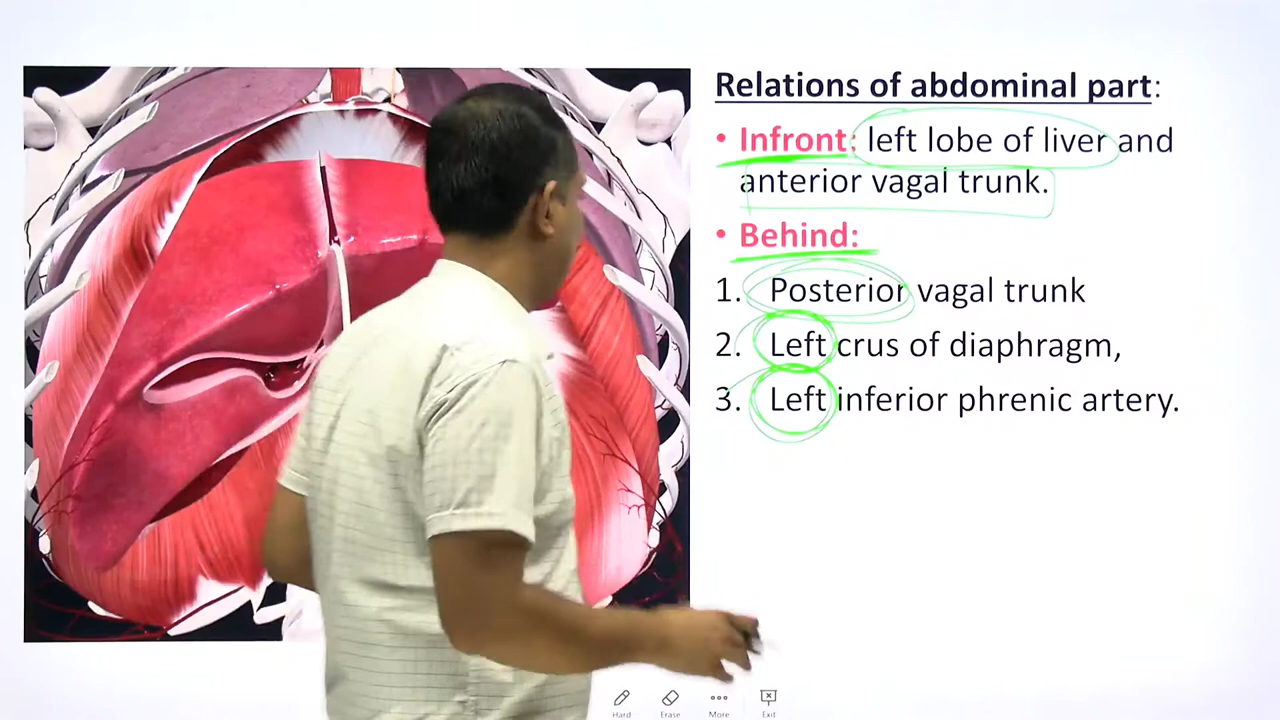 Relations of abdominal part:
• Infront: left lobe of liver and
anterior vagal trunk.
• Behind:
1. Posterior vagal trunk
2. Left crus of diaphragm,
3. Left inferior phrenic artery.
Hard Erase More Exit